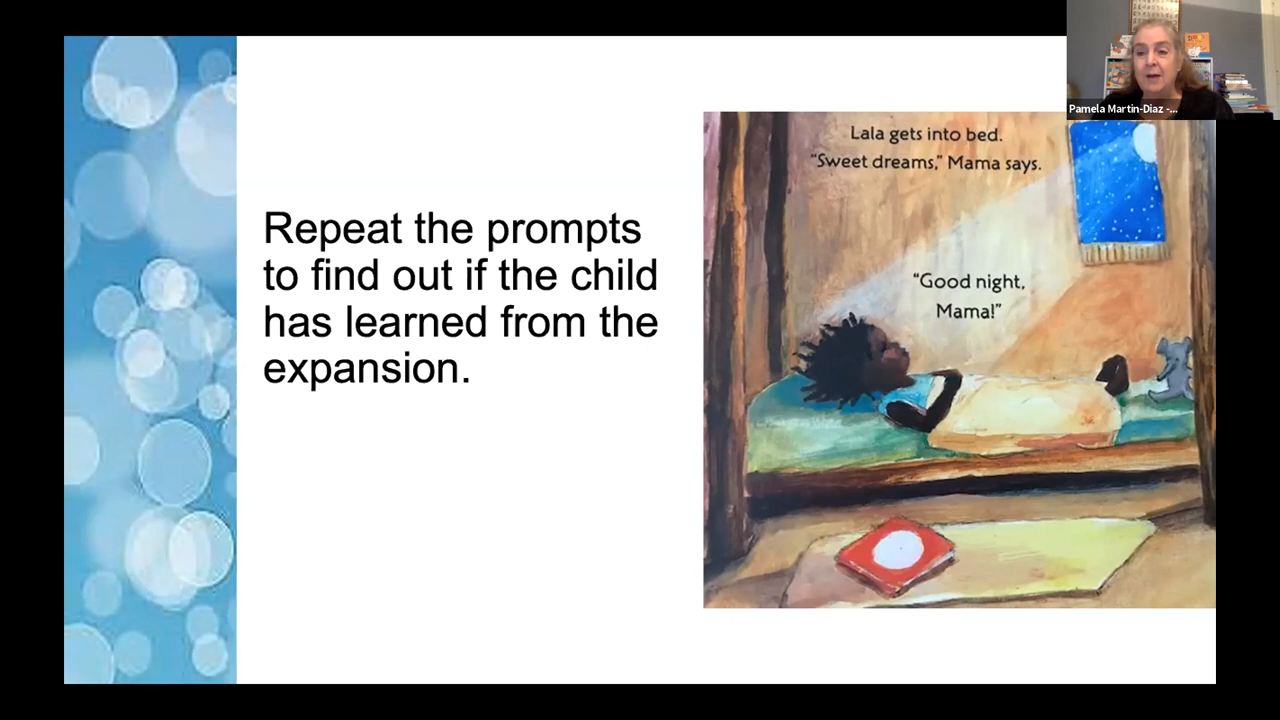 Repeat the prompts
to find out if the child
has learned from the
expansion.
Lala gets into bed.
“Sweet dreams,” Mama says.
“Good night,
Mama!”
Pamela Martin-Diaz -...